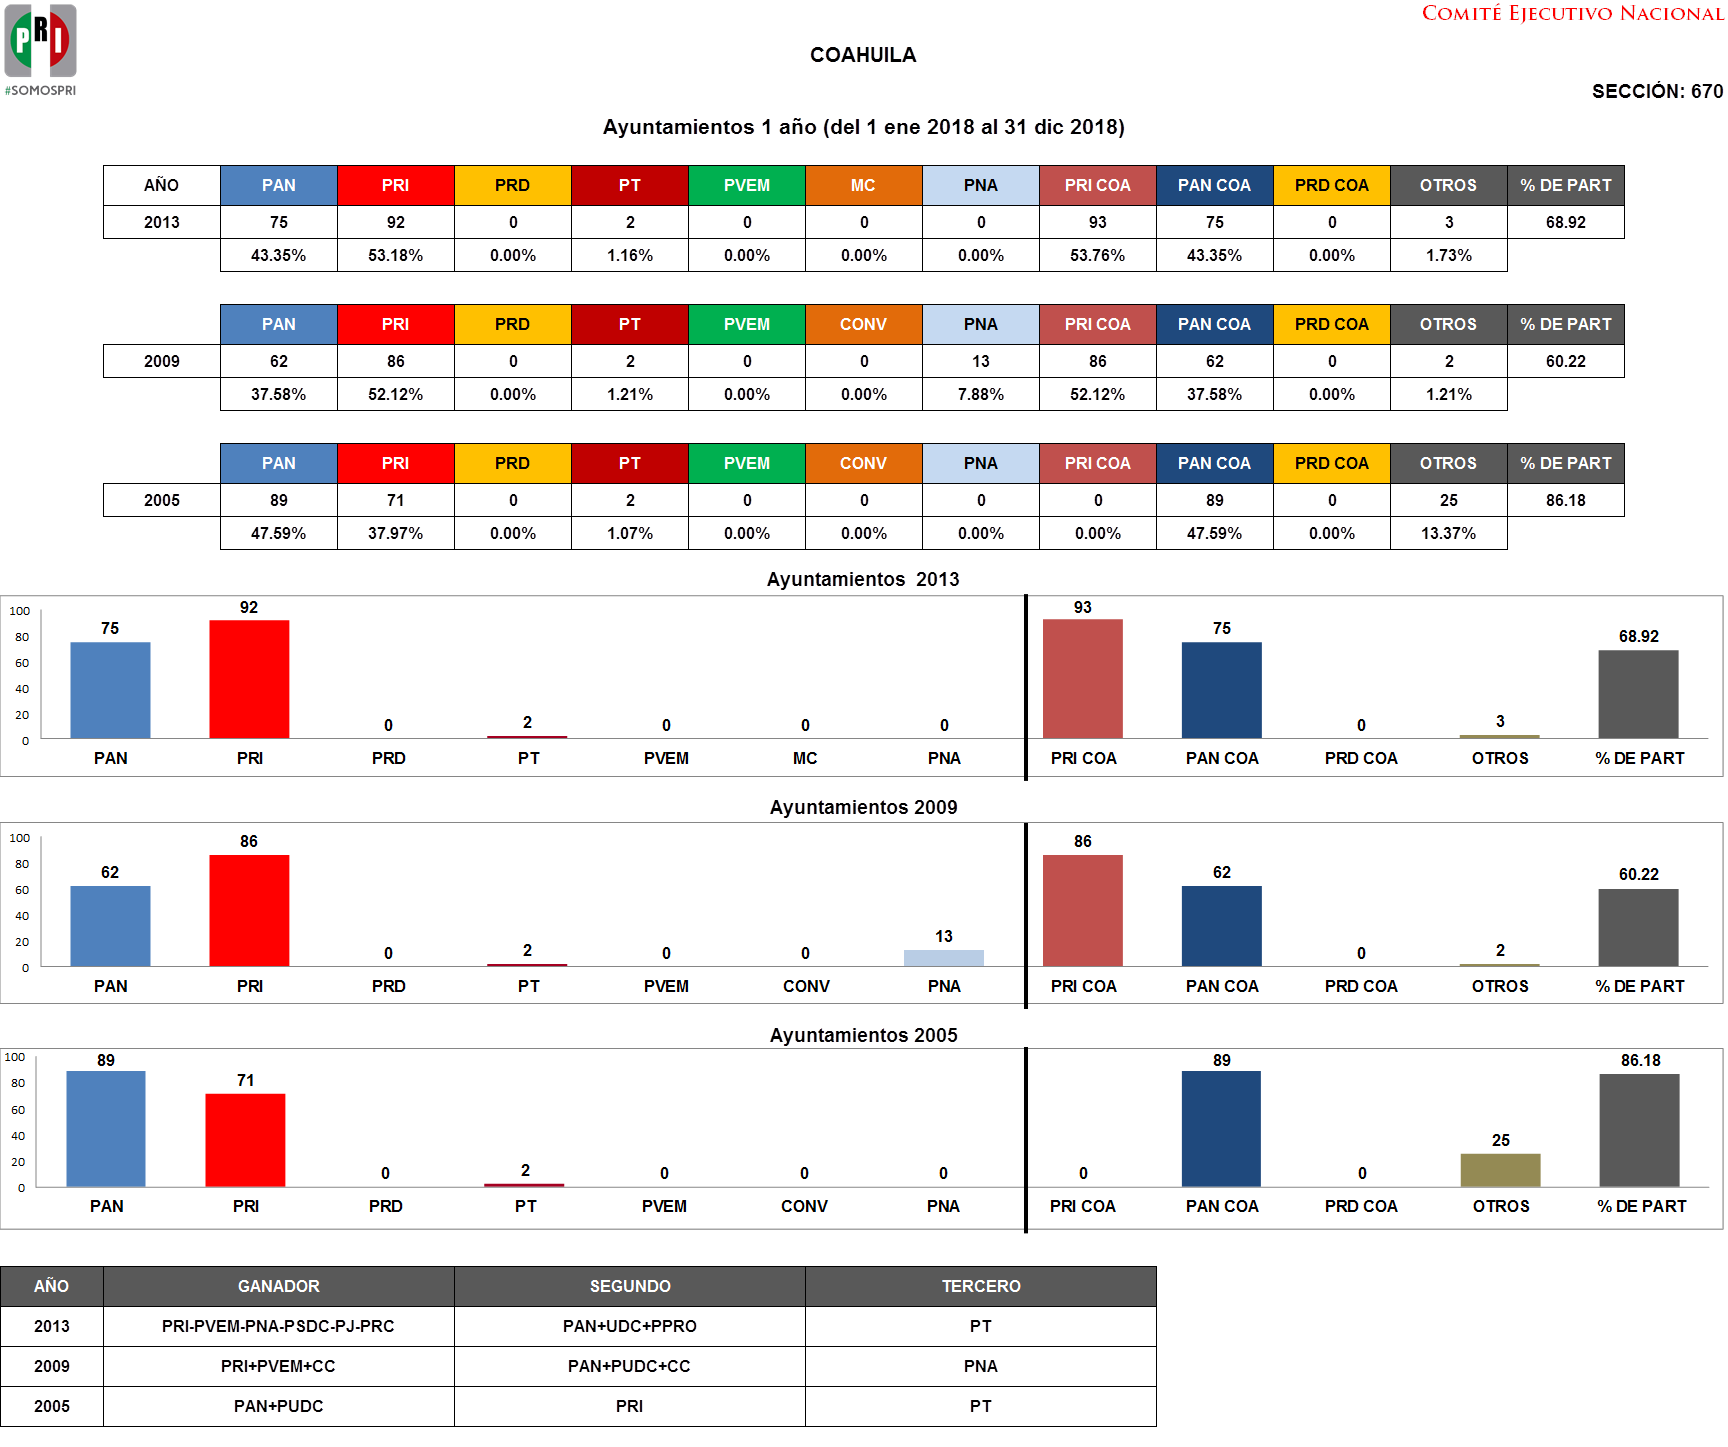 PRI
#SOMOSPRI
COMITÉ EJECUTIVO NACIONAL
COAHUILA
SECCIÓN: 670
Ayuntamientos 1 año (del 1 ene 2018 al 31 dic 2018)
AÑO PAN PRI PRD PT PVEM MC PNA PRI COA PAN COA PRD COA OTROS % DE PART
2013 75 92 0 2 0 0 0 93 75 0 3 68.92
43.35% 53.18% 0.00% 1.16% 0.00% 0.00% 0.00% 53.76% 43.35% 0.00% 1.73%
PAN PRI PRD PT PVEM CONV PNA PRI COA PAN COA PRD COA OTROS % DE PART
2009 62 86 0 2 0 0 13 86 62 0 2 60.22
37.58% 52.12% 0.00% 1.21% 0.00% 0.00% 7.88% 52.12% 37.58% 0.00% 1.21%
PAN PRI PRD PT PVEM CONV PNA PRI COA PAN COA PRD COA OTROS % DE PART
2005 89 71 0 2 0 0 0 0 89 0 25 86.18
47.59% 37.97% 0.00% 1.07% 0.00% 0.00% 0.00% 0.00% 47.59% 0.00% 13.37%
Ayuntamientos 2013
100
80
60
40
20
0
75 92 0 2 0 0 0 93 75 0 3 68.92
PAN PRI PRD PT PVEM MC PNA PRI COA PAN COA PRD COA OTROS % DE PART
Ayuntamientos 2009
100
80
60
40
20
0
62 86 0 2 0 0 13 86 62 0 2 60.22
PAN PRI PRD PT PVEM CONV PNA PRI COA PAN COA PRD COA OTROS % DE PART
Ayuntamientos 2005
100
80
60
40
20
0
89 71 0 2 0 0 0 0 89 0 25 86.18
PAN PRI PRD PT PVEM CONV PNA PRI COA PAN COA PRD COA OTROS % DE PART
AÑO GANADOR SEGUNDO TERCERO
2013 PRI-PVEM-PNA-PSDC-PJ-PRC PAN+UDC+PPRO PT
2009 PRI+PVEM+CC PAN+PUDC+CC PNA
2005 PAN+PUDC PRI PT